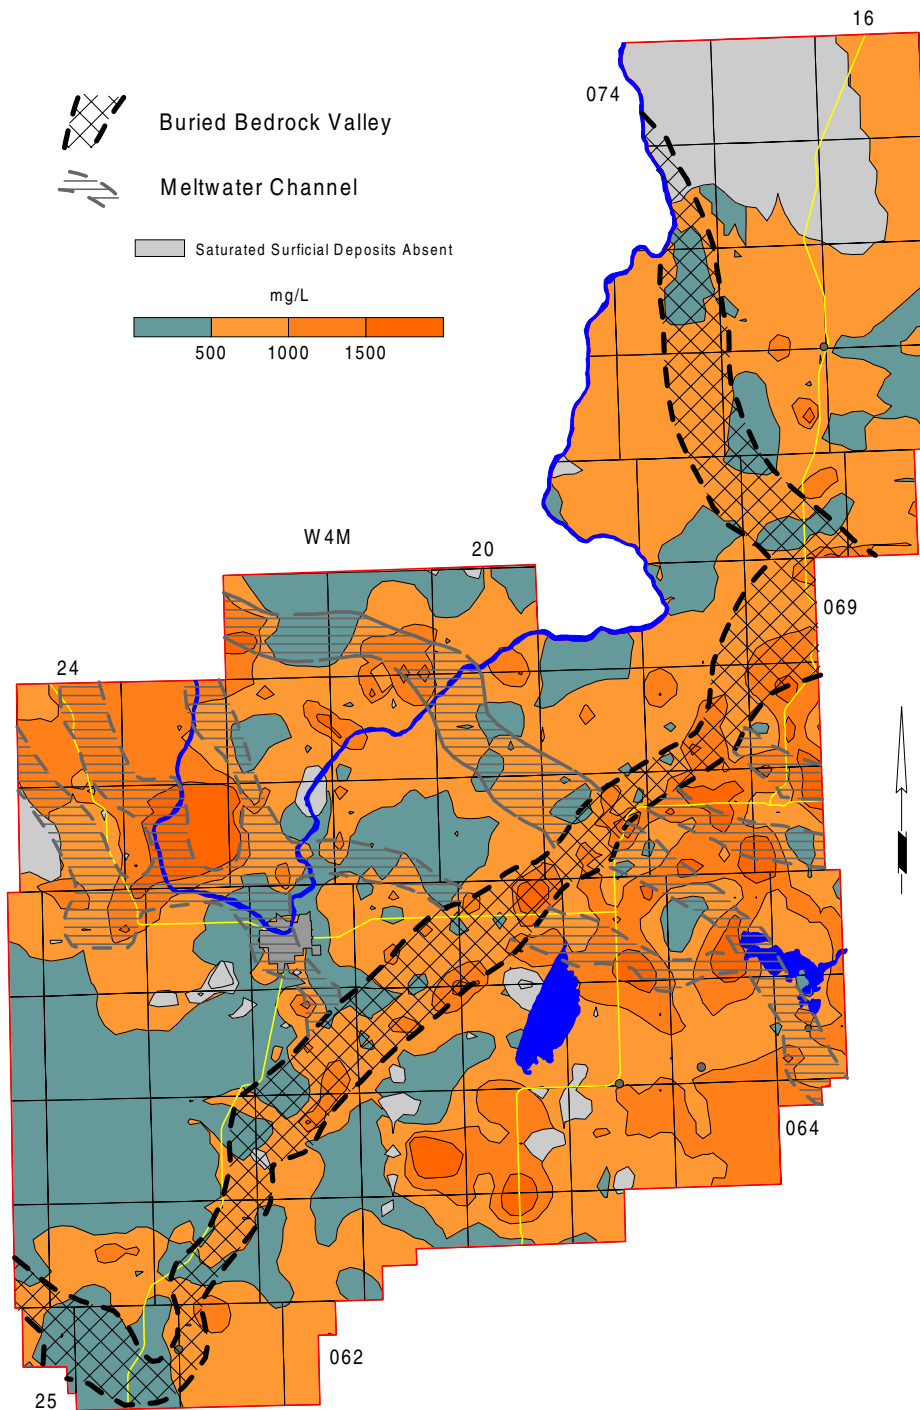 16
074
Buried Bedrock Valley
Meltwater Channel
Saturated Surficial Deposits Absent
mg/L
500 1000 1500
W4M
20
069
24
064
062
25